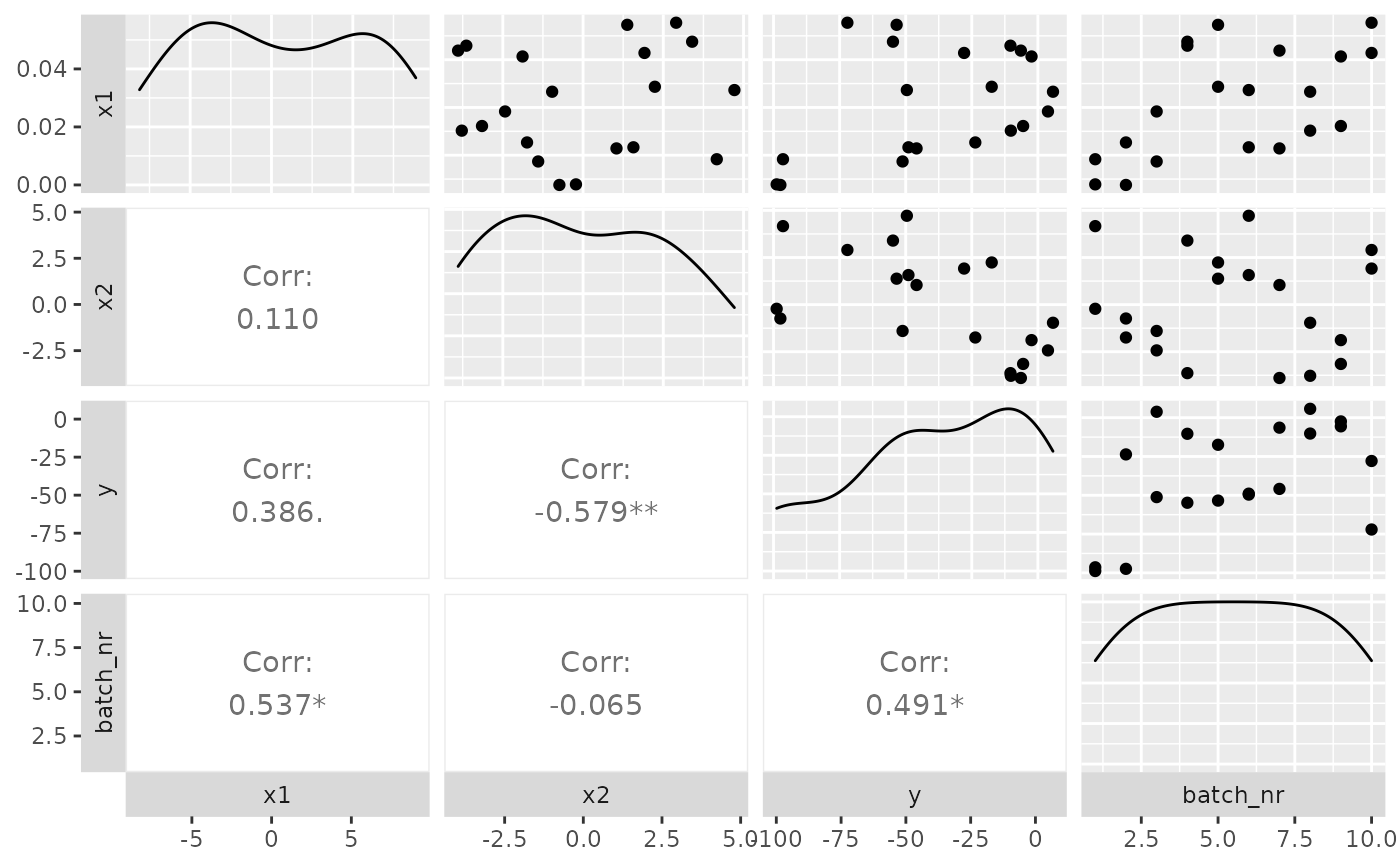 0.04
0.02
0.00
x1
5.0
2.5
0.0
-2.5
x2
Corr:
0.110
0
-25
-50
-75
-100
y
Corr:
0.386.
Corr:
-0.579**
10.0
7.5
5.0
2.5
batch_nr
Corr:
0.537*
Corr:
-0.065
Corr:
0.491*
x1 x2 y batch_nr
-5 0 5 -2.5 0.0 2.5 5.0 -100 -75 -50 -25 0 2.5 5.0 7.5 10.0